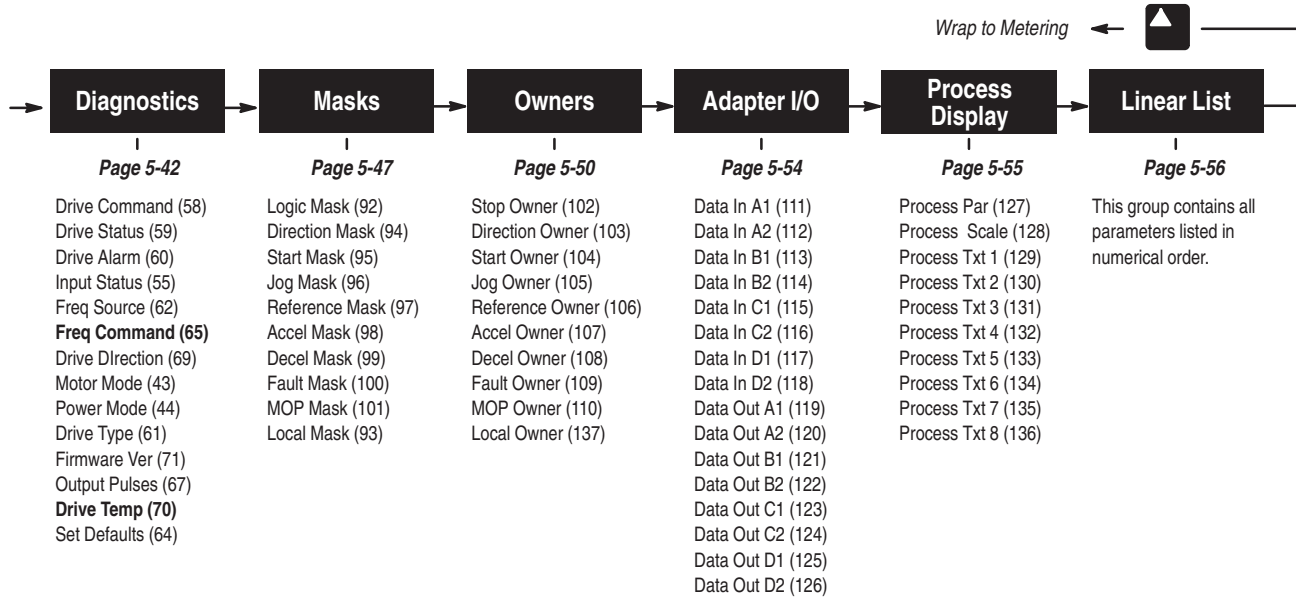 Wrap to Metering
Diagnostics
Page 5-42
Drive Command (58)
Drive Status (59)
Drive Alarm (60)
Input Status (55)
Freq Source (62)
Freq Command (65)
Drive DIrection (69)
Motor Mode (43)
Power Mode (44)
Drive Type (61)
Firmware Ver (71)
Output Pulses (67)
Drive Temp (70)
Set Defaults (64)
Masks
Page 5-47
Logic Mask (92)
Direction Mask (94)
Start Mask (95)
Jog Mask (96)
Reference Mask (97)
Accel Mask (98)
Decel Mask (99)
Fault Mask (100)
MOP Mask (101)
Local Mask (93)
Owners
Page 5-50
Stop Owner (102)
Direction Owner (103)
Start Owner (104)
Jog Owner (105)
Reference Owner (106)
Accel Owner (107)
Decel Owner (108)
Fault Owner (109)
MOP Owner (110)
Local Owner (137)
Adapter I/O
Page 5-54
Data In A1 (111)
Data In A2 (112)
Data In B1 (113)
Data In B2 (114)
Data In C1 (115)
Data In C2 (116)
Data In D1 (117)
Data In D2 (118)
Data Out A1 (119)
Data Out A2 (120)
Data Out B1 (121)
Data Out B2 (122)
Data Out C1 (123)
Data Out C2 (124)
Data Out D1 (125)
Data Out D2 (126)
Process
Display
Page 5-55
Process Par (127)
Process Scale (128)
Process Txt 1 (129)
Process Txt 2 (130)
Process Txt 3 (131)
Process Txt 4 (132)
Process Txt 5 (133)
Process Txt 6 (134)
Process Txt 7 (135)
Process Txt 8 (136)
Linear List
Page 5-56
This group contains all
parameters listed in
numerical order.